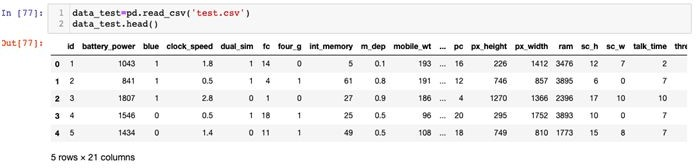 In [77]: 1 data_test=pd.read_csv('test.csv')
2 data_test.head()
Out[77]:
id battery_power blue clock_speed dual_sim fc four_g int_memory m_dep mobile_wt ... pc px_height px_width ram sc_h sc_w talk_time thre
0 1 1043 1 1.8 1 14 0 5 0.1 193 ... 16 226 1412 3476 12 7 2
1 2 841 1 0.5 1 4 1 61 0.8 191 ... 12 746 857 3895 6 0 7
2 3 1807 1 2.8 0 1 0 27 0.9 186 ... 4 1270 1366 2396 17 10 10
3 4 1546 0 0.5 1 18 1 25 0.5 96 ... 20 295 1752 3893 10 0 7
4 5 1434 0 1.4 0 11 1 49 0.5 108 ... 18 749 810 1773 15 8 7
5 rows × 21 columns